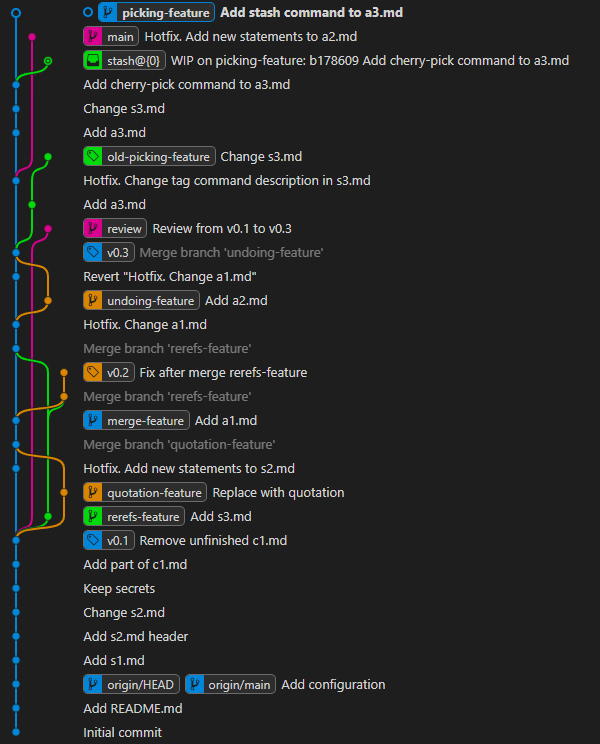 picking-feature Add stash command to a3.md
main Hotfix. Add new statements to a2.md
stash@{0} WIP on picking-feature: b178609 Add cherry-pick command to a3.md
Add cherry-pick command to a3.md
Change s3.md
Add a3.md
old-picking-feature Change s3.md
Hotfix. Change tag command description in s3.md
Add a3.md
review Review from v0.1 to v0.3
v0.3 Merge branch 'undoing-feature'
Revert "Hotfix. Change a1.md"
undoing-feature Add a2.md
Hotfix. Change a1.md
Merge branch 'rerefs-feature'
v0.2 Fix after merge rerefs-feature
Merge branch 'rerefs-feature'
merge-feature Add a1.md
Merge branch 'quotation-feature'
Hotfix. Add new statements to s2.md
quotation-feature Replace with quotation
rerefs-feature Add s3.md
v0.1 Remove unfinished c1.md
Add part of c1.md
Keep secrets
Change s2.md
Add s2.md header
Add s1.md
origin/HEAD origin/main Add configuration
Add README.md
Initial commit